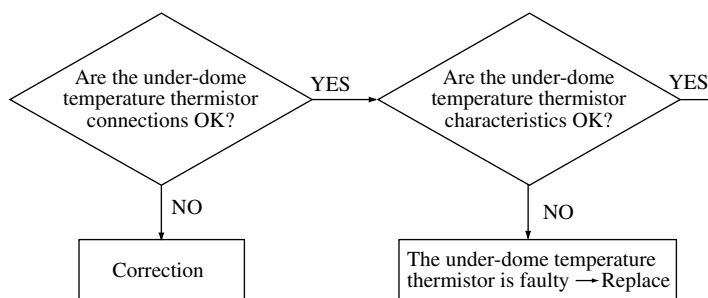 Are the under-dome
temperature thermistor
connections OK?
YES
Are the under-dome
temperature thermistor
characteristics OK?
YES
NO
NO
Correction
The under-dome temperature
thermistor is faulty → Replace